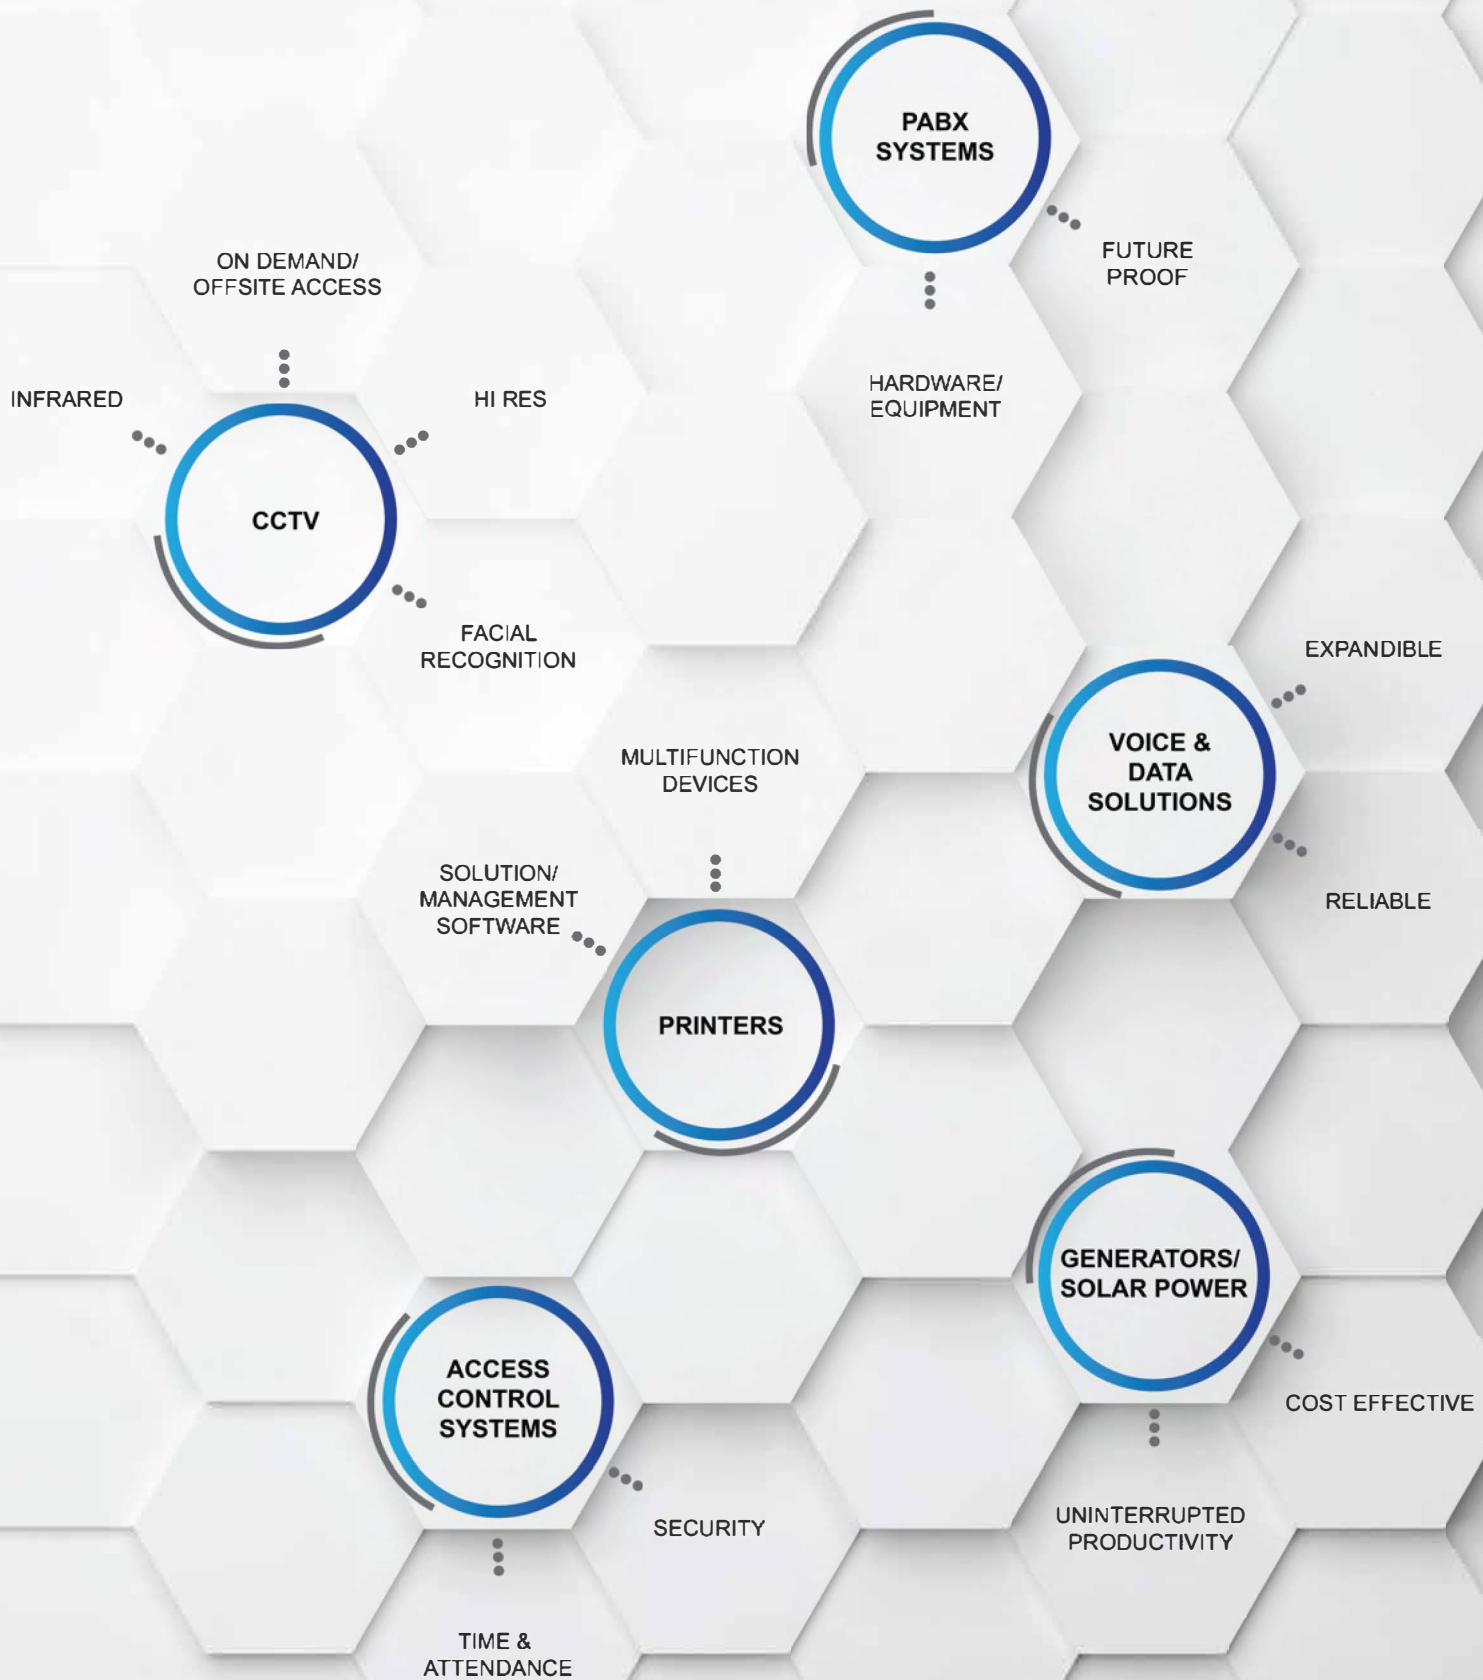 PABX
SYSTEMS
FUTURE
PROOF
HARDWARE/
EQUIPMENT
ON DEMAND/
OFFSITE ACCESS
INFRARED
HI RES
CCTV
FACIAL
RECOGNITION
EXPANDIBLE
VOICE &
DATA
SOLUTIONS
RELIABLE
MULTIFUNCTION
DEVICES
SOLUTION/
MANAGEMENT
SOFTWARE
PRINTERS
GENERATORS/
SOLAR POWER
COST EFFECTIVE
UNINTERRUPTED
PRODUCTIVITY
ACCESS
CONTROL
SYSTEMS
SECURITY
TIME &
ATTENDANCE